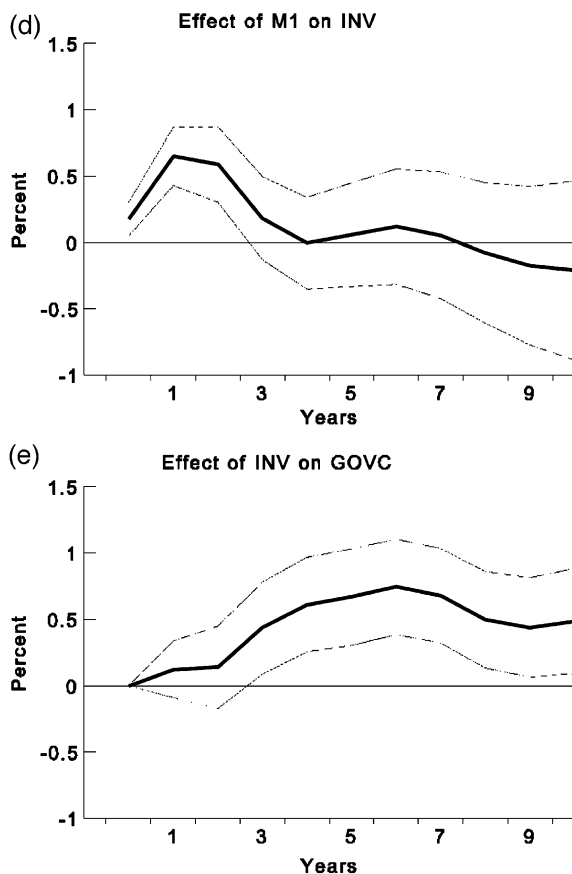 (d)
Effect of M1 on INV
1.5
1
0.5
0
-0.5
-1
Percent
1 3 5 7 9
Years
(e)
Effect of INV on GOVC
1.5
1
0.5
0
-0.5
-1
Percent
1 3 5 7 9
Years